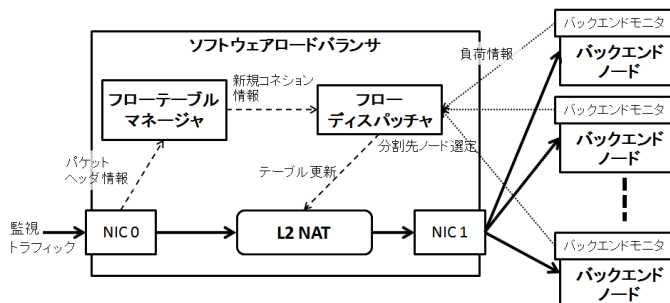 ソフトウェアロードバランサ
フローテーブル
マネージャ
新規コネション
情報
フロー
ディスパッチャ
負荷情報
パケット
ヘッダ情報
テーブル更新
分割先ノード選定
監視
トラフィック
NIC 0
L2 NAT
NIC 1
バックエンドモニタ
バックエンド
ノード
バックエンドモニタ
バックエンド
ノード
バックエンドモニタ
バックエンド
ノード